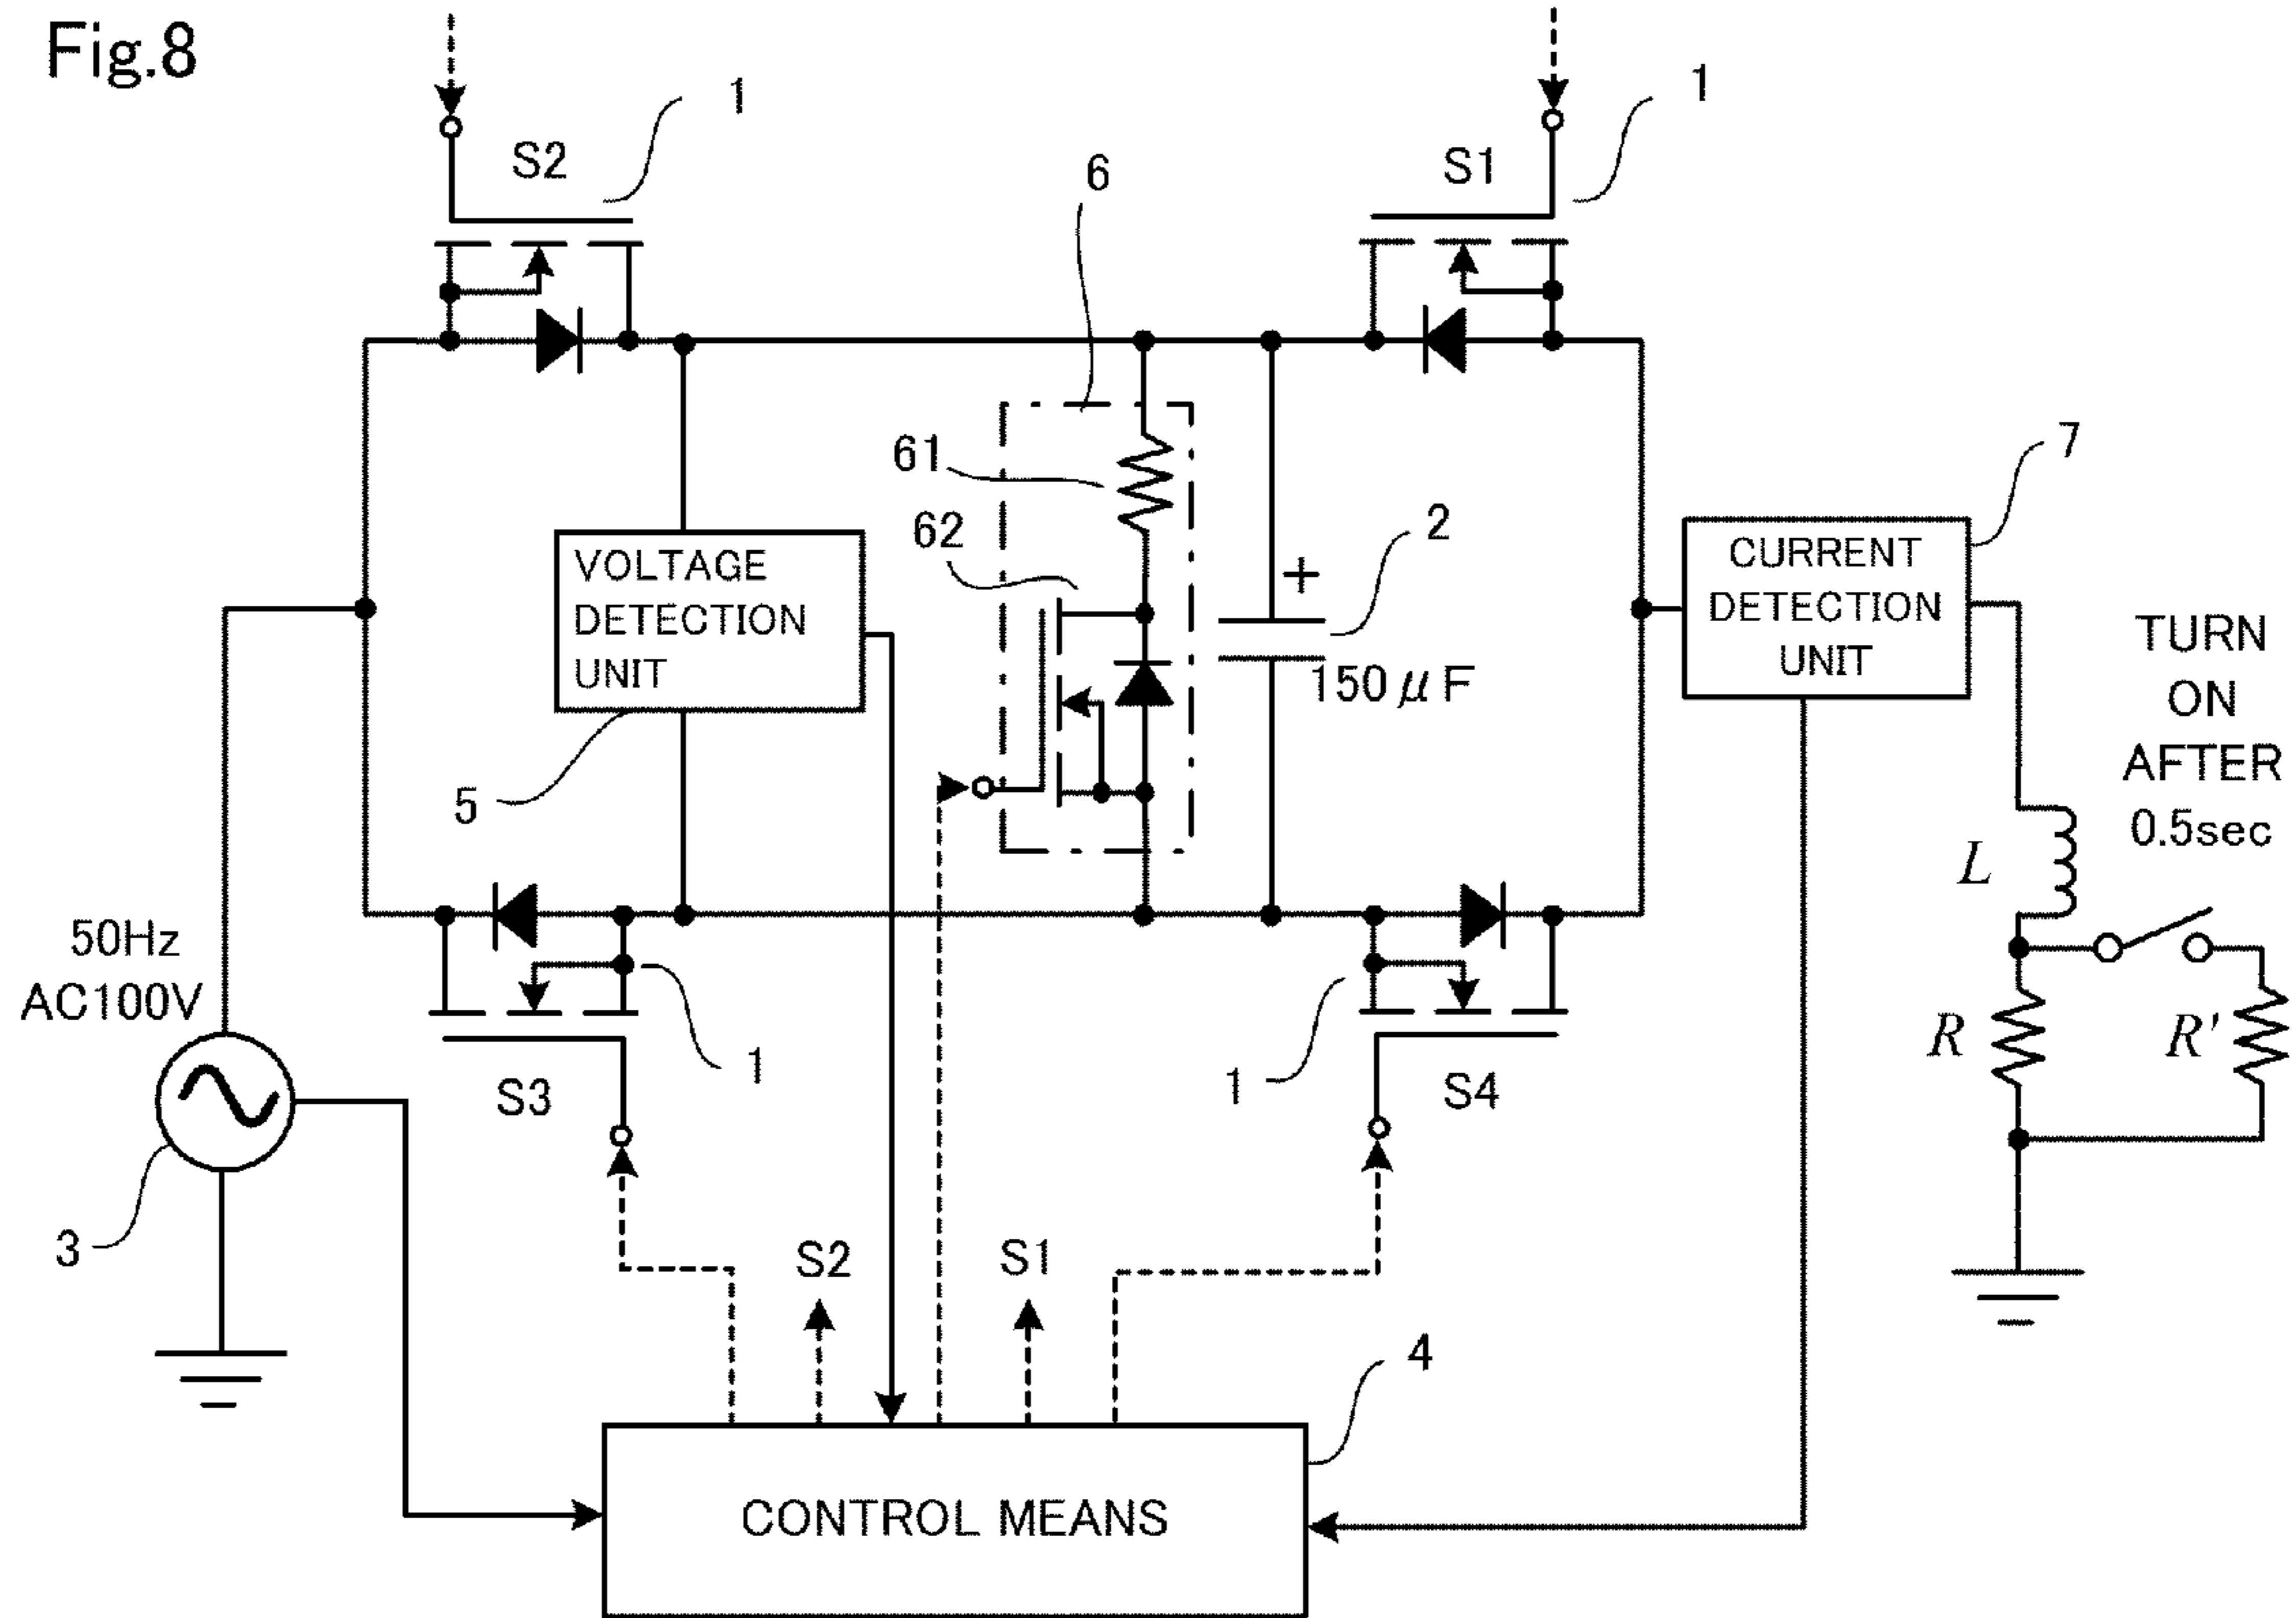 Fig.8
1
S2
1
S1
6
61
62
2
+
150μF
VOLTAGE
DETECTION
UNIT
5
7
CURRENT
DETECTION
UNIT
TURN
ON
AFTER
0.5sec
L
R
R'
50Hz
AC100V
3
1
S3
1
S4
S2
S1
4
CONTROL MEANS